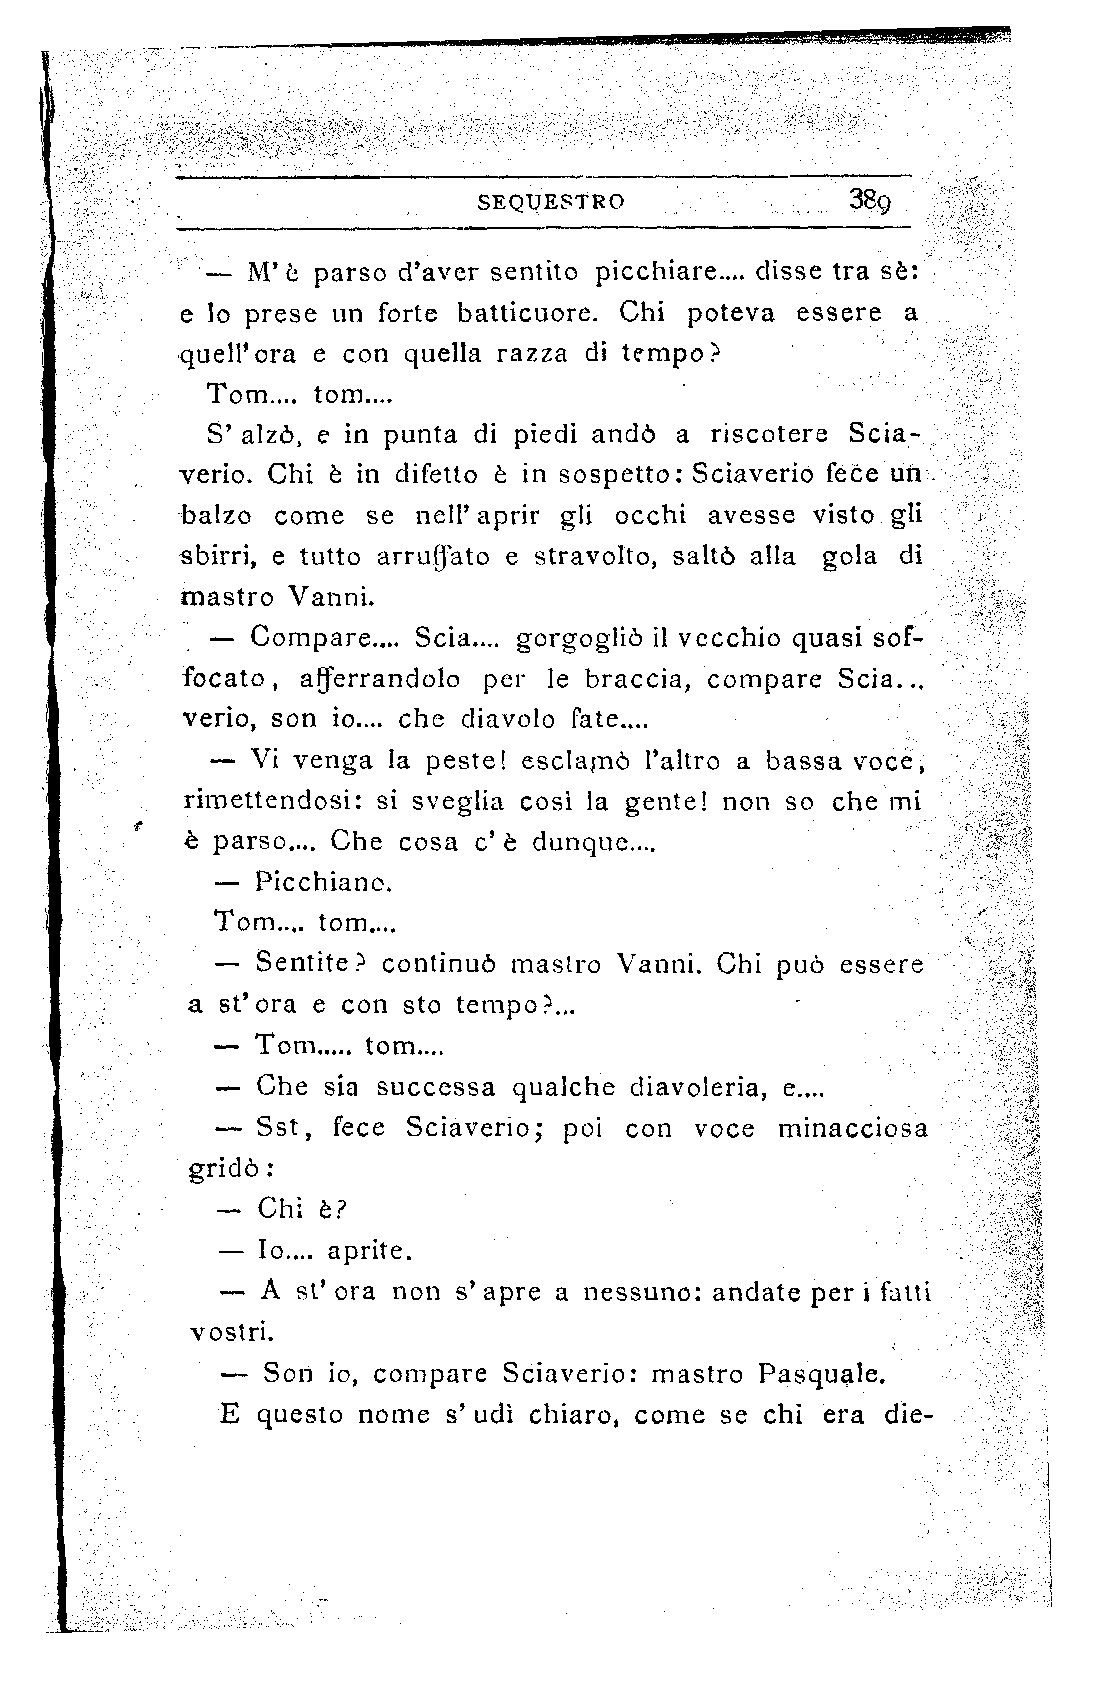 SEQUESTRO 389
— M' è parso d'aver sentito picchiare.... disse tra sè:
e lo prese un forte batticuore. Chi poteva essere a
quell'ora e con quella razza di tempo?
Tom.... tom....
S' alzò, e in punta di piedi andò a riscotere Scia-
verio. Chi è in difetto è in sospetto: Sciaverio fece un
balzo come se nell' aprir gli occhi avesse visto gli
sbirri, e tutto arruffato e stravolto, saltò alla gola di
mastro Vanni.
— Compare.... Scia.... gorgogliò il vecchio quasi sof-
focato, afferrandolo per le braccia, compare Scia...
verio, son io.... che diavolo fate....
— Vi venga la peste! esclamò l'altro a bassa voce,
rimettendosi: si sveglia così la gente! non so che mi
è parso.... Che cosa c' è dunque....
— Picchiano.
Tom.... tom....
— Sentite? continuò mastro Vanni. Chi può essere
a st' ora e con sto tempo?...
— Tom..... tom....
— Che sia successa qualche diavoleria, e....
— Sst, fece Sciaverio; poi con voce minacciosa
gridò:
— Chi è?
— Io.... aprite.
— A st' ora non s' apre a nessuno: andate per i fatti
vostri.
— Son io, compare Sciaverio: mastro Pasquale.
E questo nome s' udì chiaro, come se chi era die-